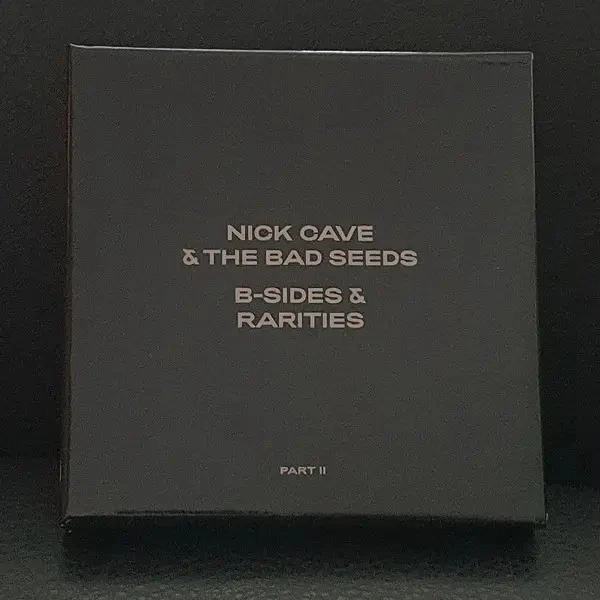 NICK CAVE
& THE BAD SEEDS
B-SIDES &
RARITIES
PART II